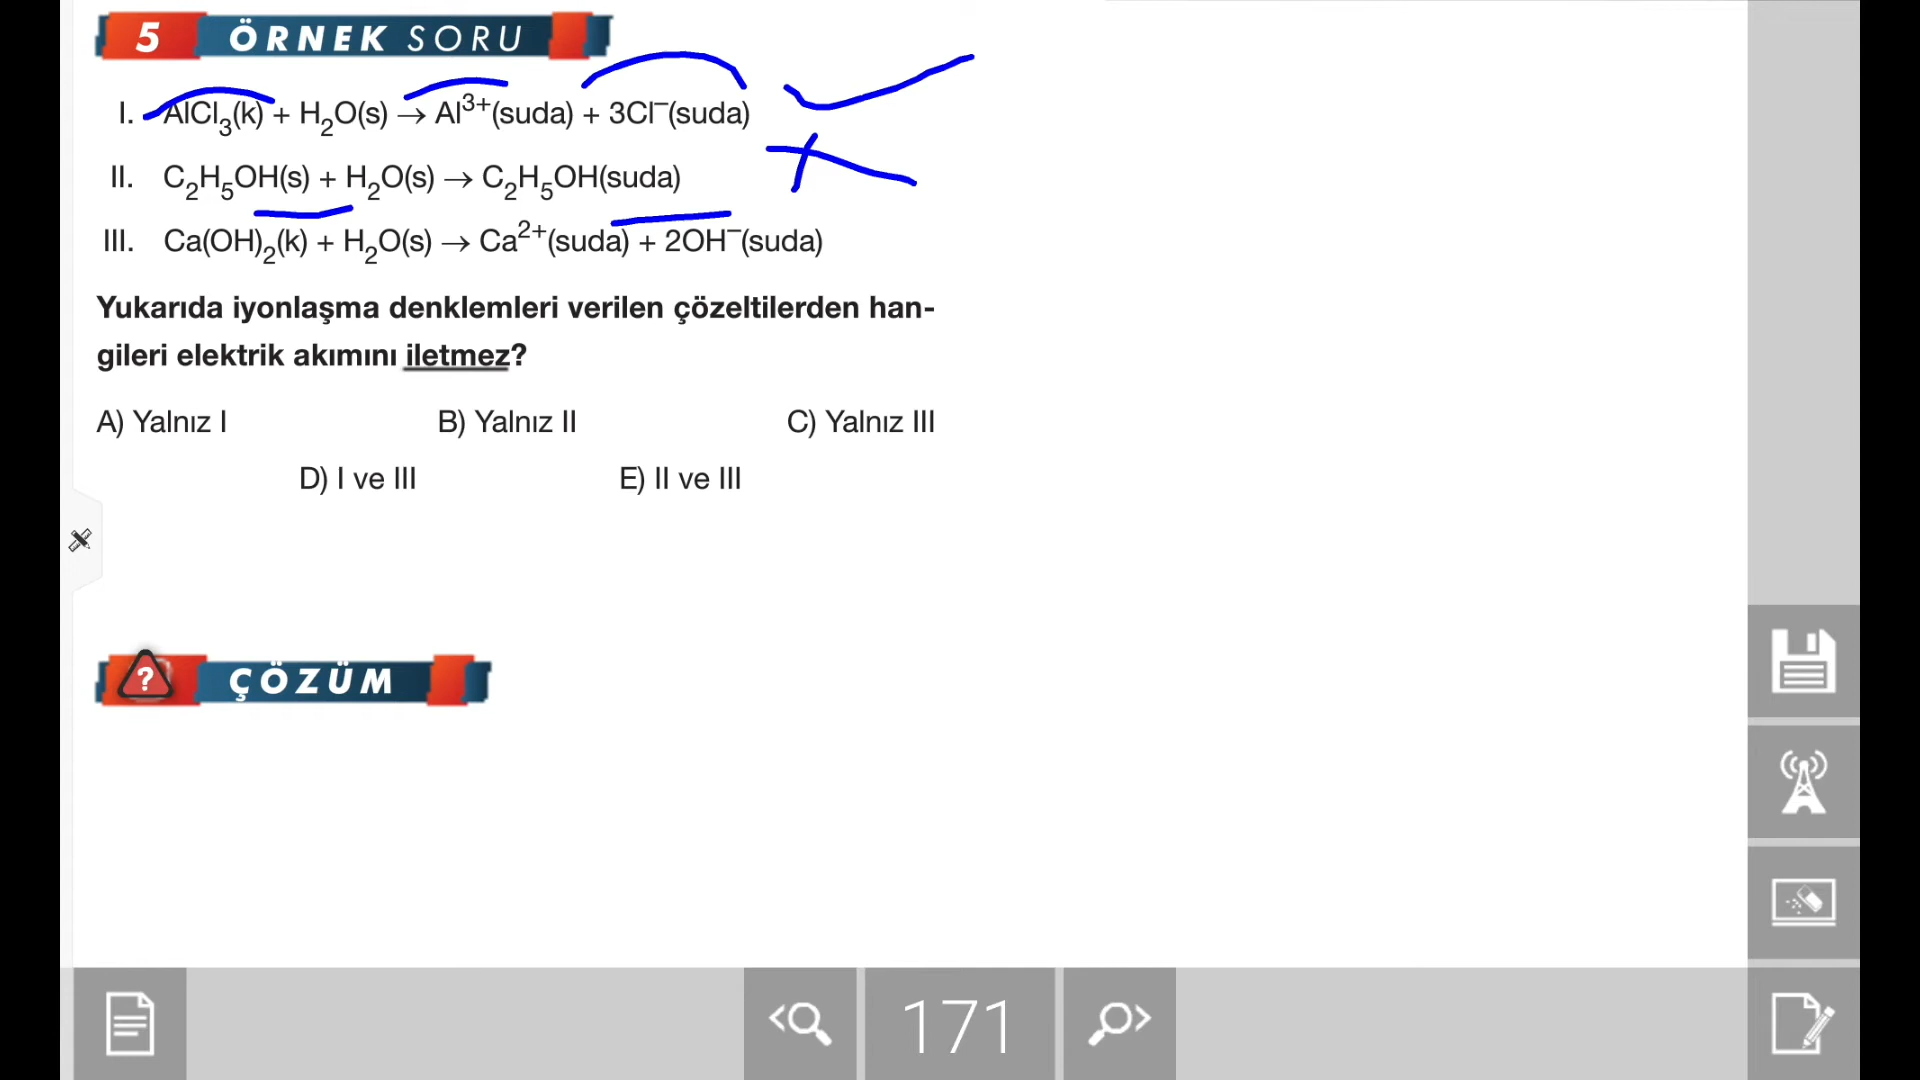 5 ÖRNEK SORU
I. AlCl₃(k) + H₂O(s) → Al³⁺(suda) + 3Cl⁻(suda)
II. C₂H₅OH(s) + H₂O(s) → C₂H₅OH(suda)
III. Ca(OH)₂(k) + H₂O(s) → Ca²⁺(suda) + 2OH⁻(suda)
Yukarıda iyonlaşma denklemleri verilen çözeltilerden han-
gileri elektrik akımını iletmez?
A) Yalnız I B) Yalnız II C) Yalnız III
D) I ve III E) II ve III
? ÇÖZÜM
171